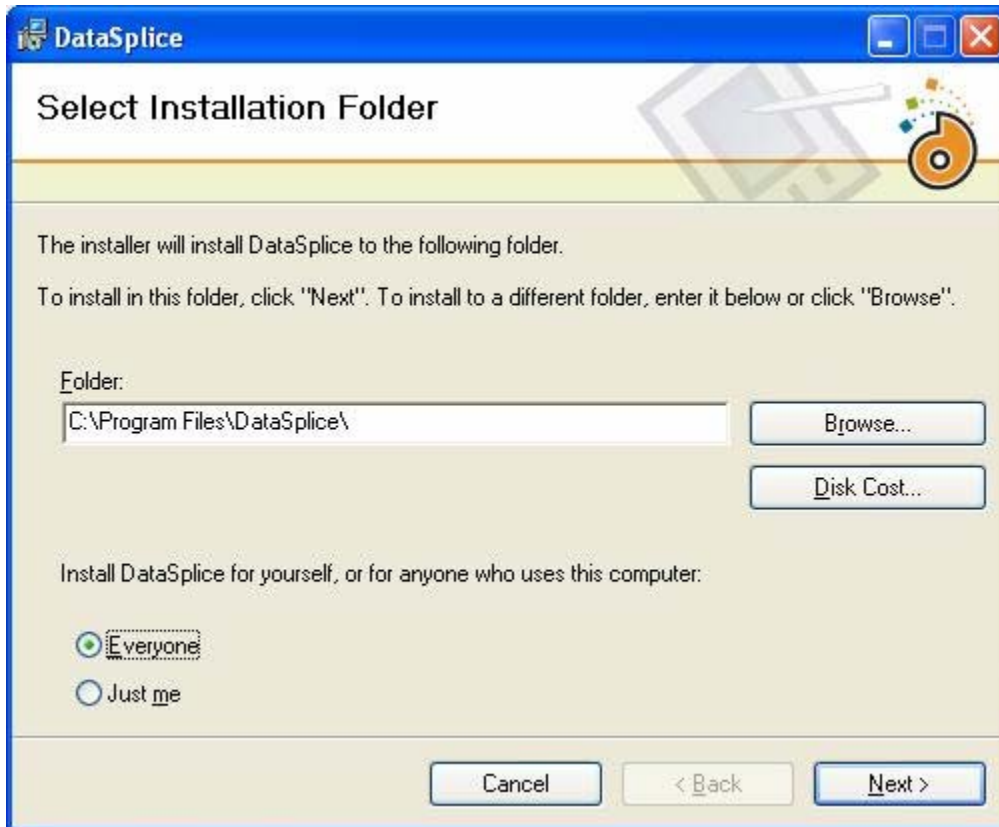 DataSplice
Select Installation Folder
The installer will install DataSplice to the following folder.
To install in this folder, click "Next". To install to a different folder, enter it below or click "Browse".
Folder:
C:\Program Files\DataSplice\
Browse...
Disk Cost...
Install DataSplice for yourself, or for anyone who uses this computer:
Everyone
Just me
Cancel
< Back
Next >